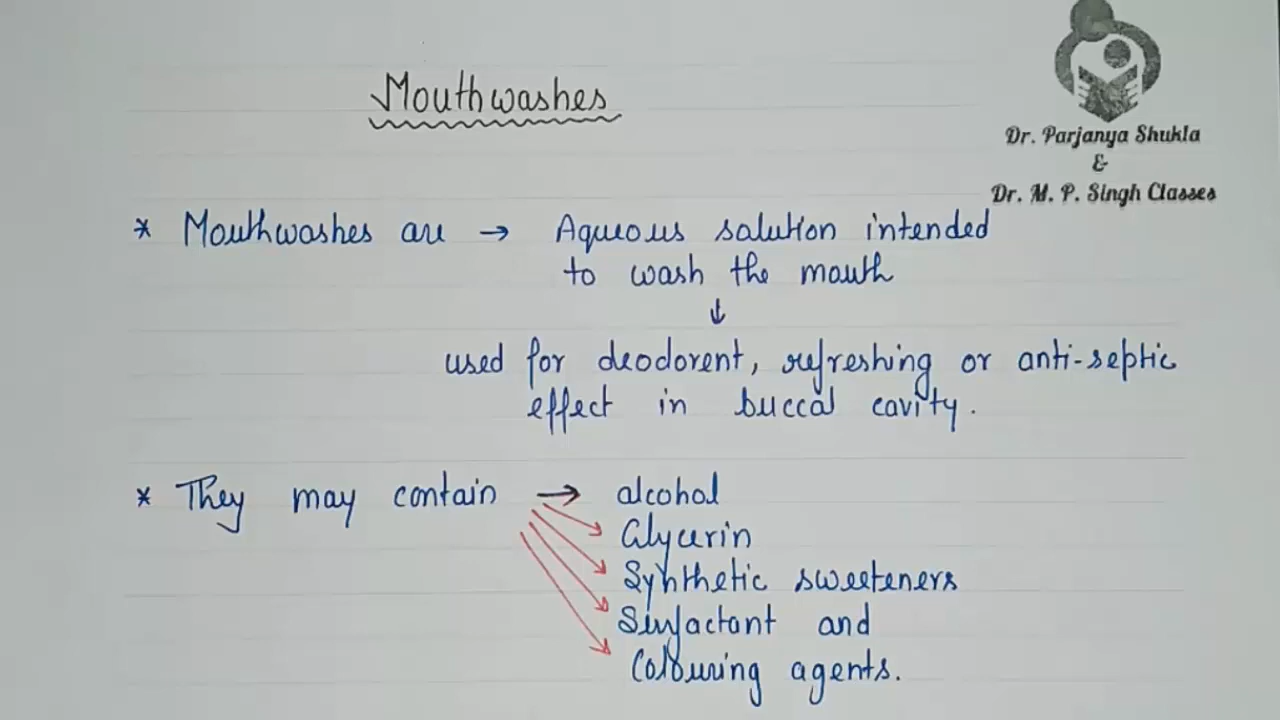 Mouthwashes
Dr. Parjanya Shukla
&
Dr. M. P. Singh Classes
* Mouthwashes are → Aqueous solution intended
to wash the mouth
↓
used for deodorent, refreshing or anti-septic
effect in buccal cavity.
* They may contain → alcohol
Glycerin
Synthetic sweeteners
Surfactant and
Colouring agents.